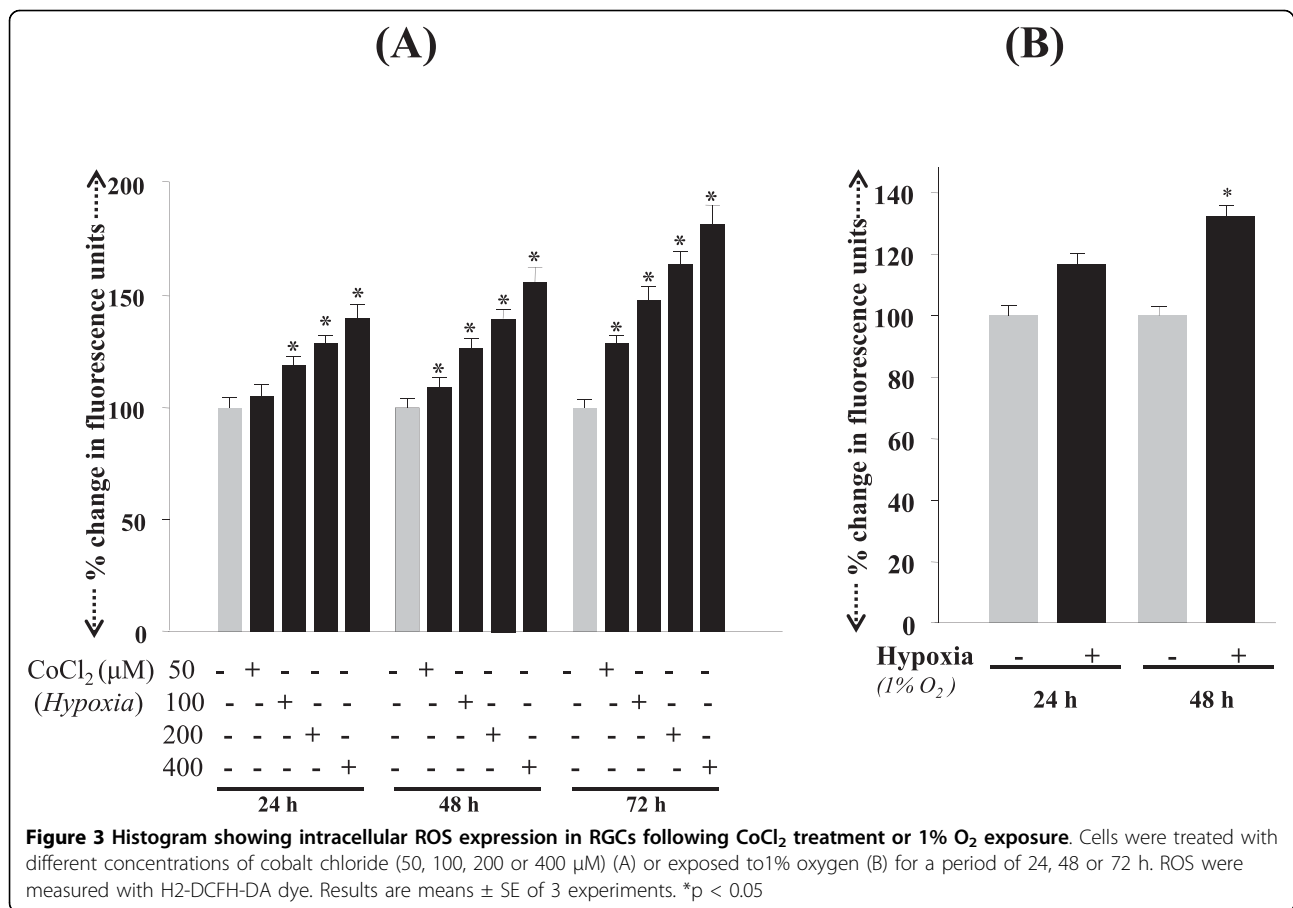 (A)
(B)
% change in fluorescence units
200
150
100
50
0
CoCl₂ (µM) 50 - + - - - - + - - - - + - - -
(Hypoxia) 100 - - + - - - - + - - - - + - -
200 - - - + - - - - + - - - - + -
400 - - - - + - - - - + - - - - +
24 h 48 h 72 h
* * * * * * * * * * *
% change in fluorescence units
140
120
100
80
60
40
20
0
*
Hypoxia - + - +
(1% O₂ )
24 h 48 h
Figure 3 Histogram showing intracellular ROS expression in RGCs following CoCl₂ treatment or 1% O₂ exposure. Cells were treated with
different concentrations of cobalt chloride (50, 100, 200 or 400 µM) (A) or exposed to1% oxygen (B) for a period of 24, 48 or 72 h. ROS were
measured with H2-DCFH-DA dye. Results are means ± SE of 3 experiments. *p < 0.05